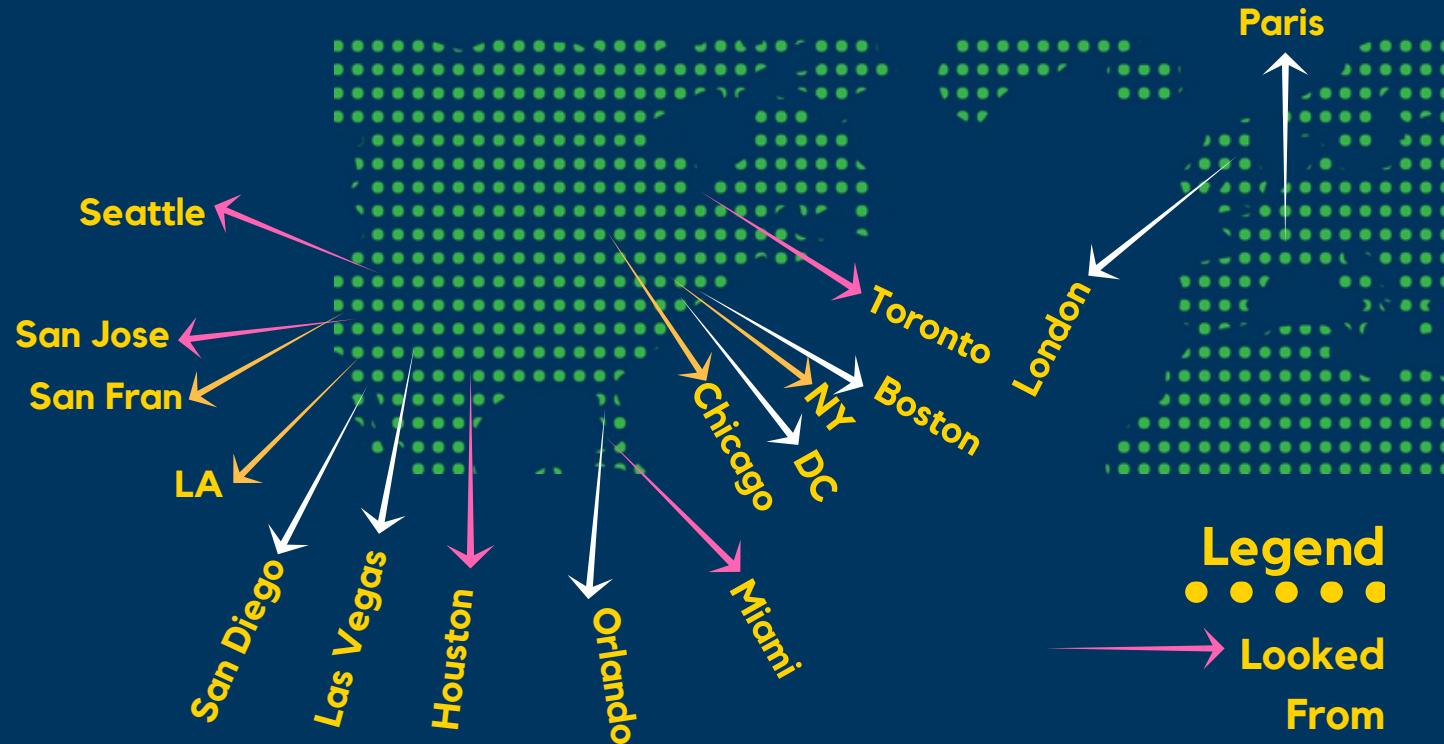 Paris
Seattle
San Jose
San Fran
LA
San Diego
Las Vegas
Houston
Orlando
Miami
Chicago
NY
DC
Boston
Toronto
London
Legend
Looked
From